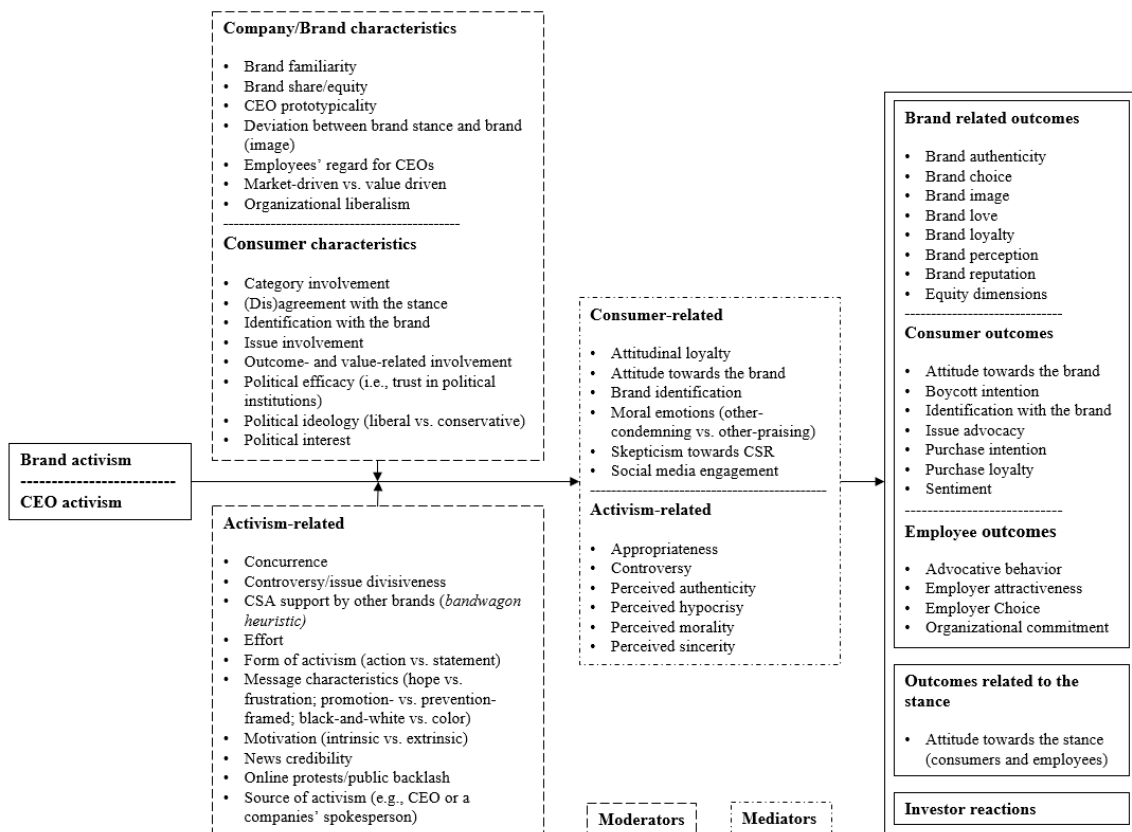 Company/Brand characteristics
• Brand familiarity
• Brand share/equity
• CEO prototypicality
• Deviation between brand stance and brand
(image)
• Employees' regard for CEOs
• Market-driven vs. value driven
• Organizational liberalism
Consumer characteristics
• Category involvement
• (Dis)agreement with the stance
• Identification with the brand
• Issue involvement
• Outcome- and value-related involvement
• Political efficacy (i.e., trust in political
institutions)
• Political ideology (liberal vs. conservative)
• Political interest
Brand activism
CEO activism
Activism-related
• Concurrence
• Controversy/issue divisiveness
• CSA support by other brands (bandwagon
heuristic)
• Effort
• Form of activism (action vs. statement)
• Message characteristics (hope vs.
frustration; promotion- vs. prevention-
framed; black-and-white vs. color)
• Motivation (intrinsic vs. extrinsic)
• News credibility
• Online protests/public backlash
• Source of activism (e.g., CEO or a
companies' spokesperson)
Consumer-related
• Attitudinal loyalty
• Attitude towards the brand
• Brand identification
• Moral emotions (other-
condemning vs. other-praising)
• Skepticism towards CSR
• Social media engagement
Activism-related
• Appropriateness
• Controversy
• Perceived authenticity
• Perceived hypocrisy
• Perceived morality
• Perceived sincerity
Moderators
Mediators
Brand related outcomes
• Brand authenticity
• Brand choice
• Brand image
• Brand love
• Brand loyalty
• Brand perception
• Brand reputation
• Equity dimensions
Consumer outcomes
• Attitude towards the brand
• Boycott intention
• Identification with the brand
• Issue advocacy
• Purchase intention
• Purchase loyalty
• Sentiment
Employee outcomes
• Advocative behavior
• Employer attractiveness
• Employer Choice
• Organizational commitment
Outcomes related to the
stance
• Attitude towards the stance
(consumers and employees)
Investor reactions